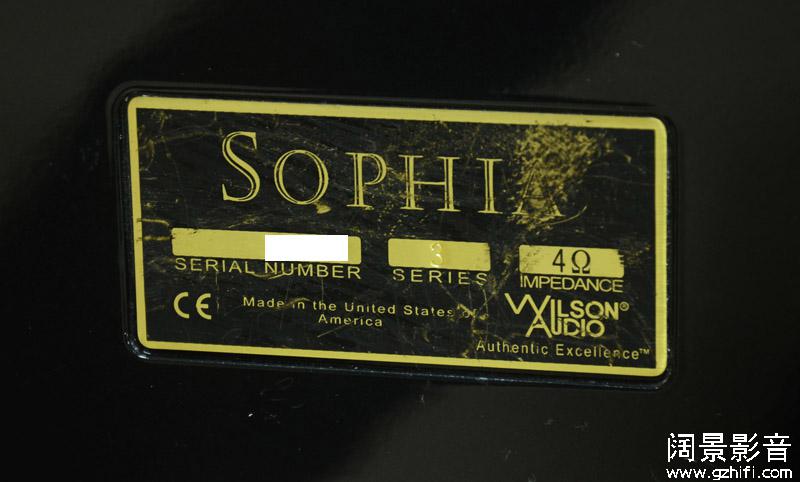 SOPHIA
3
4Ω
SERIAL NUMBER
SERIES
IMPEDANCE
CE
Made in the United States of
America
WILSON®
AUDIO
Authentic Excellence™
阔景影音
www.gzhifi.com